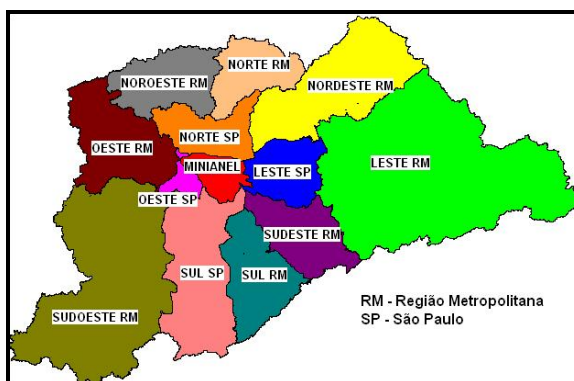 NORTE RM
NOROESTE RM
NORDESTE RM
NORTE SP
OESTE RM
MINIANEL
LESTE SP
LESTE RM
OESTE SP
SUDESTE RM
SUL SP
SUL RM
RM - Região Metropolitana
SP - São Paulo
SUDOESTE RM